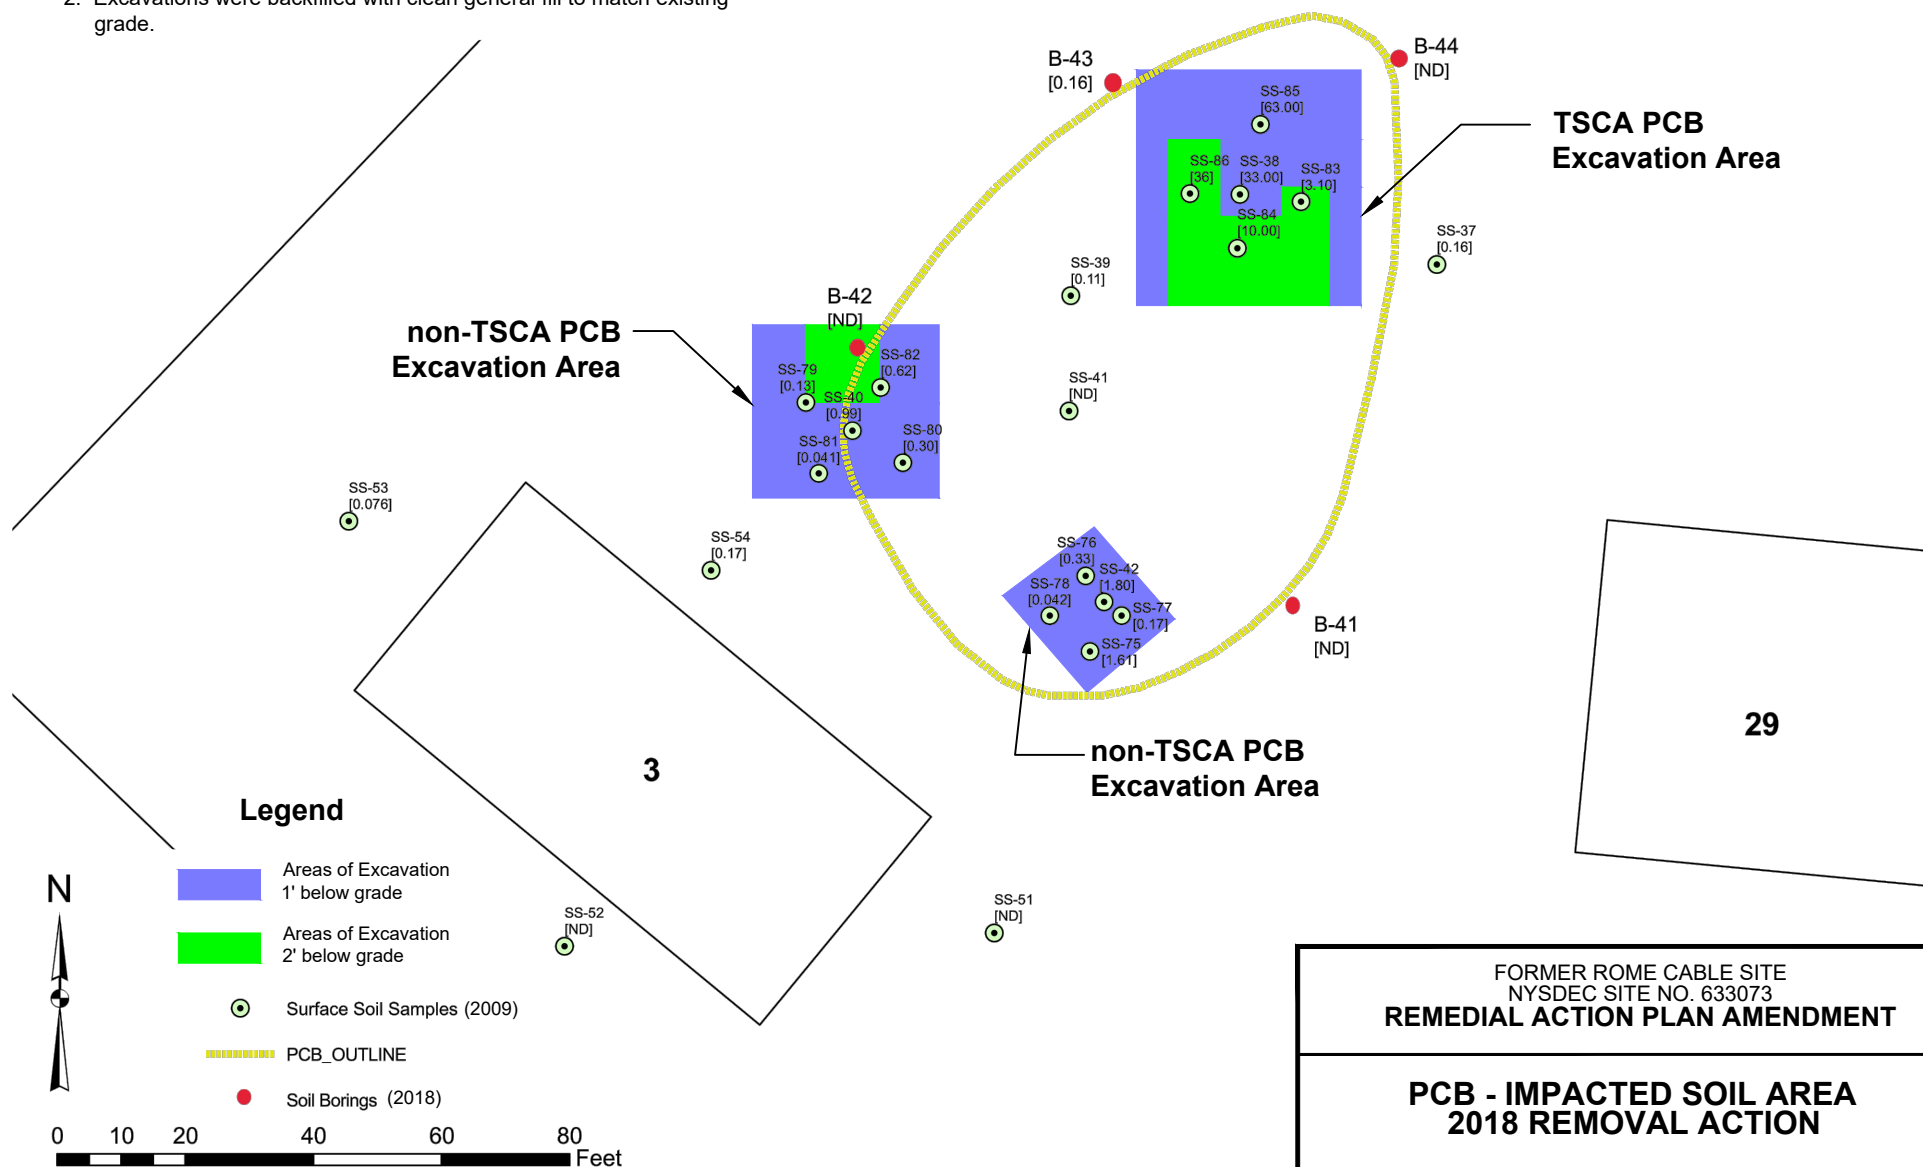 2. Excavations were backfilled with clean general fill to match existing
grade.
B-43
[0.16]
B-44
[ND]
SS-85
[63.00]
TSCA PCB
Excavation Area
SS-86
[36]
SS-38
[33.00]
SS-83
[3.10]
SS-84
[10.00]
SS-37
[0.16]
SS-39
[0.11]
B-42
[ND]
non-TSCA PCB
Excavation Area
SS-82
[0.62]
SS-79
[0.13]
SS-40
[0.99]
SS-41
[ND]
SS-80
[0.30]
SS-81
[0.041]
SS-53
[0.076]
SS-54
[0.17]
SS-76
[0.33]
SS-42
[1.80]
SS-78
[0.042]
SS-77
[0.17]
SS-75
[1.61]
B-41
[ND]
non-TSCA PCB
Excavation Area
29
3
Legend
Areas of Excavation
1' below grade
Areas of Excavation
2' below grade
Surface Soil Samples (2009)
PCB_OUTLINE
Soil Borings (2018)
N
SS-52
[ND]
SS-51
[ND]
0 10 20 40 60 80
Feet
FORMER ROME CABLE SITE
NYSDEC SITE NO. 633073
REMEDIAL ACTION PLAN AMENDMENT
PCB - IMPACTED SOIL AREA
2018 REMOVAL ACTION